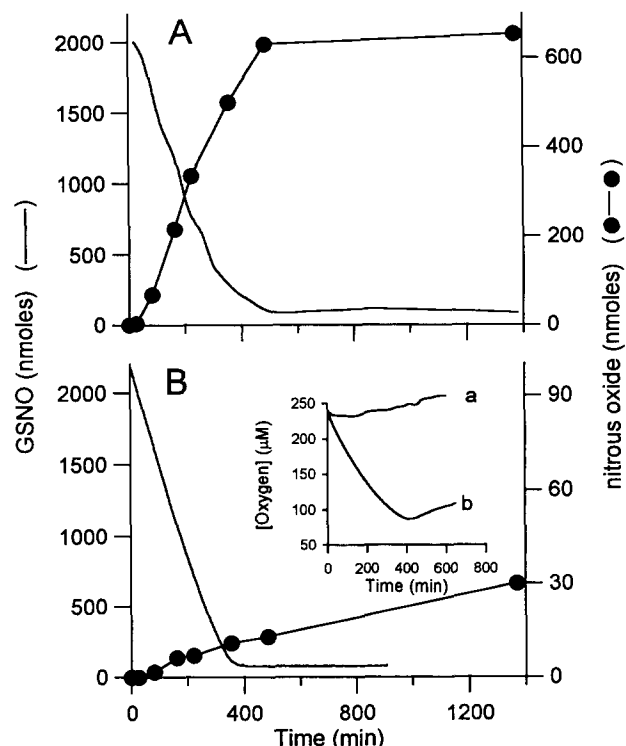 A
2000
1500
1000
500
0
600
400
200
0
GSNO (nmoles) (——)
nitrous oxide (nmoles) (●—●)
B
2000
1500
1000
500
0
90
60
30
0
a
b
250
200
150
100
50
[Oxygen] (μM)
0 200 400 600 800
Time (min)
0 400 800 1200
Time (min)